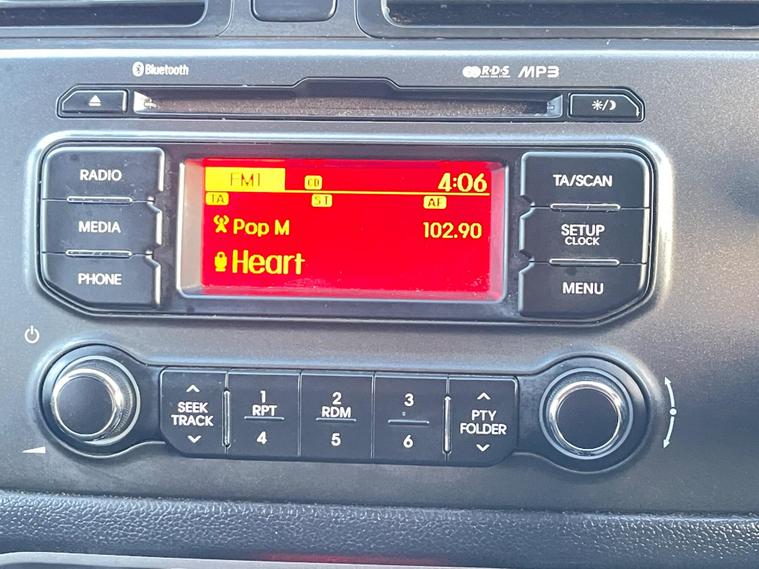 Bluetooth
R·D·S MP3
RADIO
MEDIA
PHONE
FM1 CD 4:06
TA ST AF
Pop M 102.90
Heart
TA/SCAN
SETUP
CLOCK
MENU
SEEK
TRACK
1
RPT
4
2
RDM
5
3
6
PTY
FOLDER